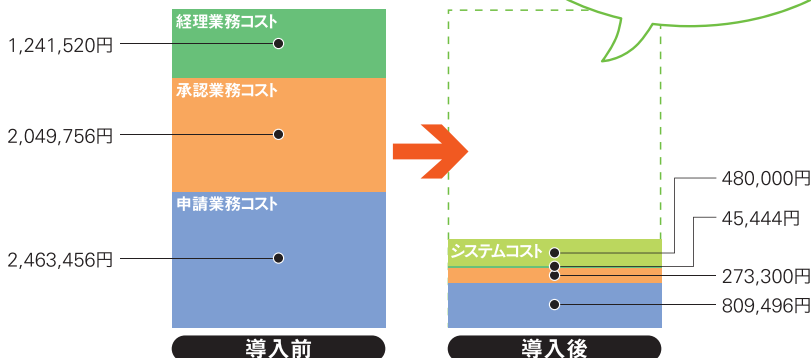 経理業務コスト
1,241,520円
承認業務コスト
2,049,756円
申請業務コスト
2,463,456円
導入前
システムコスト
480,000円
45,444円
273,300円
809,496円
導入後